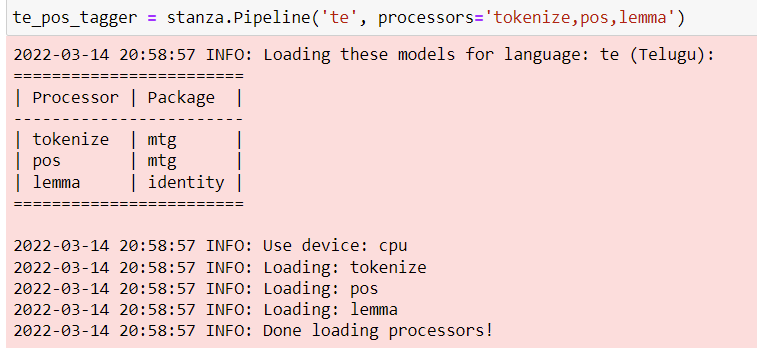 te_pos_tagger = stanza.Pipeline('te', processors='tokenize,pos,lemma')
2022-03-14 20:58:57 INFO: Loading these models for language: te (Telugu):
========================
| Processor | Package  |
------------------------
| tokenize  | mtg      |
| pos       | mtg      |
| lemma     | identity |
========================
2022-03-14 20:58:57 INFO: Use device: cpu
2022-03-14 20:58:57 INFO: Loading: tokenize
2022-03-14 20:58:57 INFO: Loading: pos
2022-03-14 20:58:57 INFO: Loading: lemma
2022-03-14 20:58:57 INFO: Done loading processors!